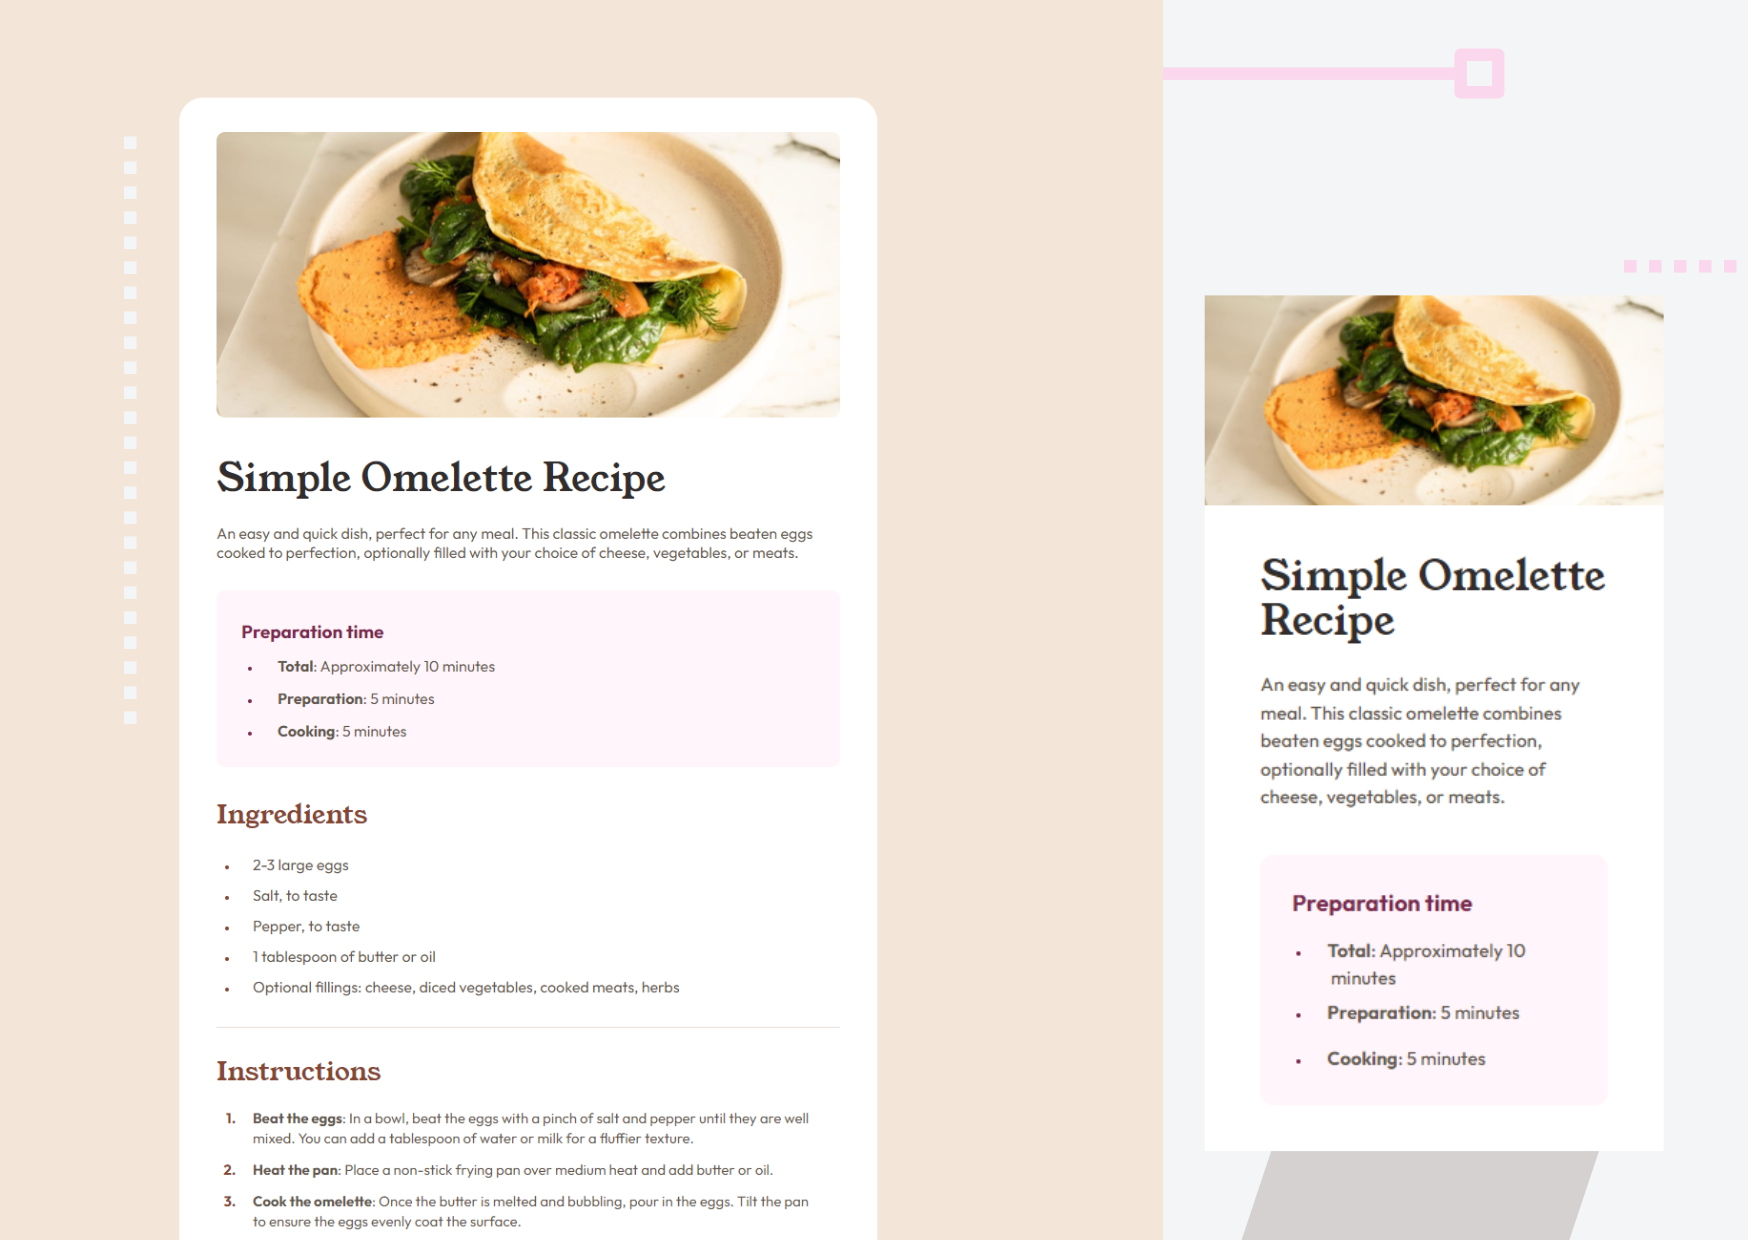 Simple Omelette Recipe
An easy and quick dish, perfect for any meal. This classic omelette combines beaten eggs
cooked to perfection, optionally filled with your choice of cheese, vegetables, or meats.
Preparation time
• Total: Approximately 10 minutes
• Preparation: 5 minutes
• Cooking: 5 minutes
Ingredients
• 2-3 large eggs
• Salt, to taste
• Pepper, to taste
• 1 tablespoon of butter or oil
• Optional fillings: cheese, diced vegetables, cooked meats, herbs
Instructions
1. Beat the eggs: In a bowl, beat the eggs with a pinch of salt and pepper until they are well
mixed. You can add a tablespoon of water or milk for a fluffier texture.
2. Heat the pan: Place a non-stick frying pan over medium heat and add butter or oil.
3. Cook the omelette: Once the butter is melted and bubbling, pour in the eggs. Tilt the pan
to ensure the eggs evenly coat the surface.
Simple Omelette
Recipe
An easy and quick dish, perfect for any
meal. This classic omelette combines
beaten eggs cooked to perfection,
optionally filled with your choice of
cheese, vegetables, or meats.
Preparation time
• Total: Approximately 10
minutes
• Preparation: 5 minutes
• Cooking: 5 minutes